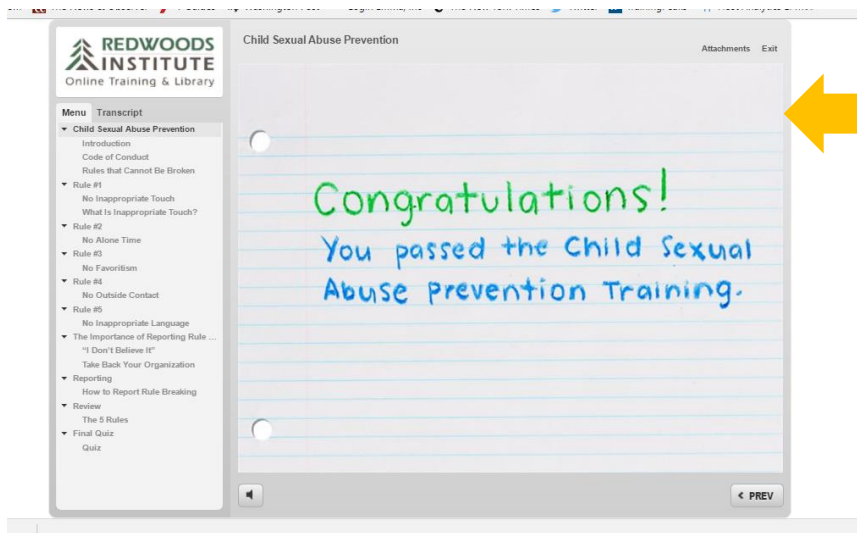 REDWOODS
INSTITUTE
Online Training & Library
Child Sexual Abuse Prevention
Attachments Exit
Menu Transcript
Child Sexual Abuse Prevention
Introduction
Code of Conduct
Rules that Cannot Be Broken
Rule #1
No Inappropriate Touch
What Is Inappropriate Touch?
Rule #2
No Alone Time
Rule #3
No Favoritism
Rule #4
No Outside Contact
Rule #5
No Inappropriate Language
The Importance of Reporting Rule ...
"I Don't Believe It"
Take Back Your Organization
Reporting
How to Report Rule Breaking
Review
The 5 Rules
Final Quiz
Quiz
Congratulations!
You passed the Child Sexual
Abuse Prevention Training.
PREV